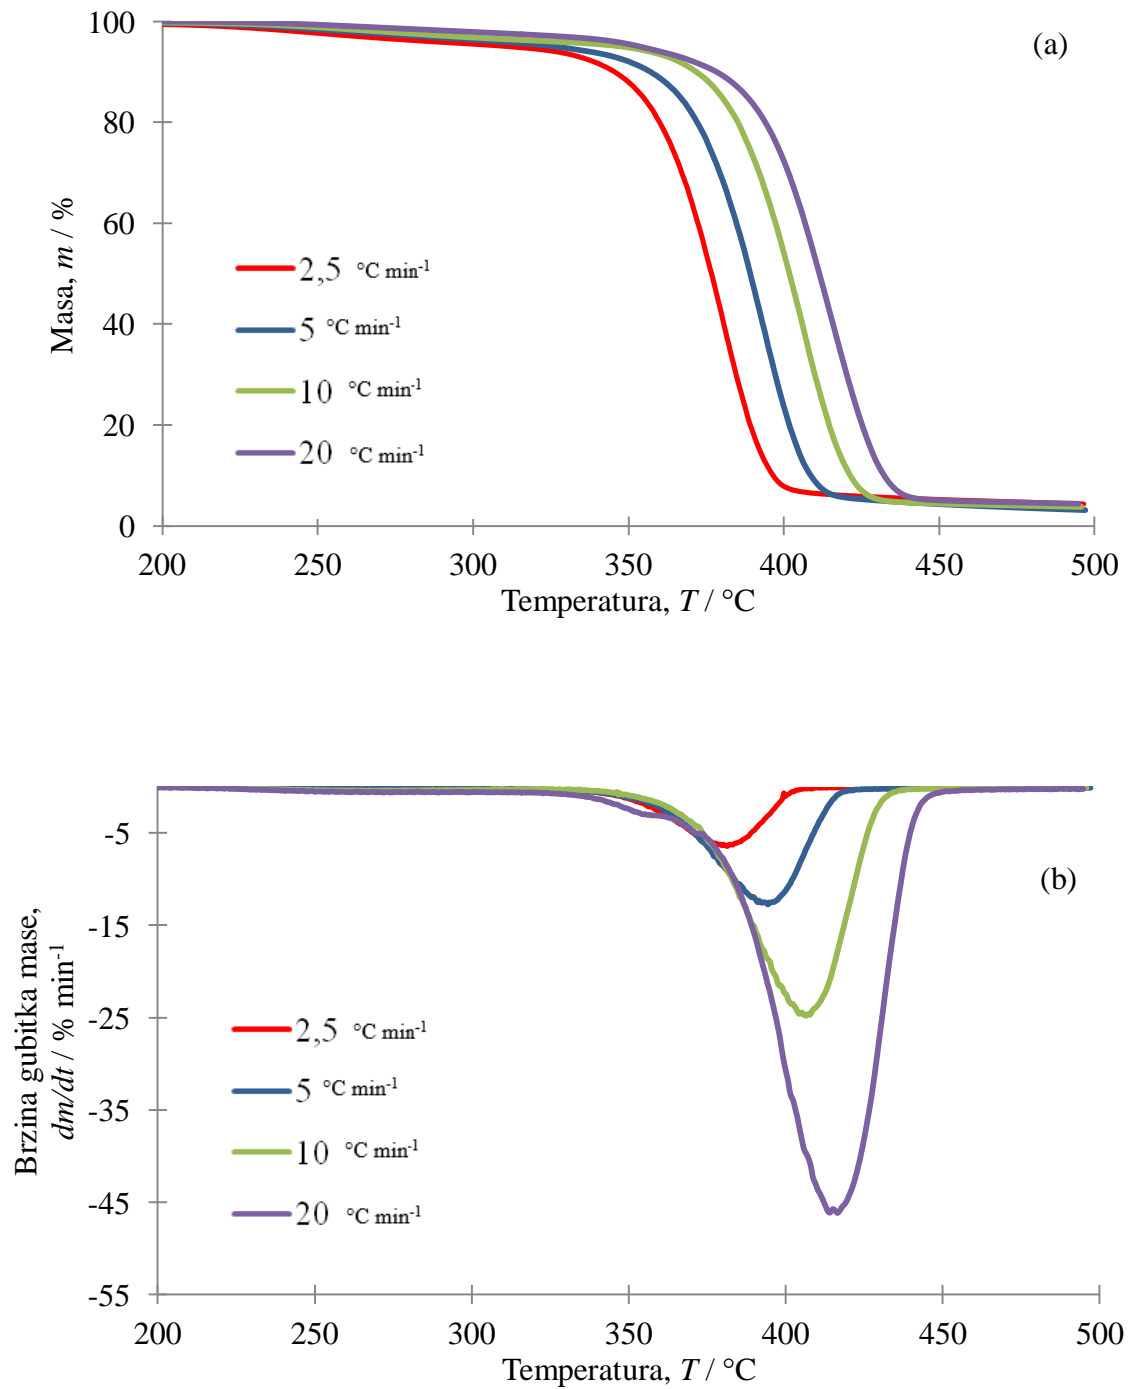 100
80
60
40
20
0
Masa, m / %
(a)
2,5 °C min-1
5 °C min-1
10 °C min-1
20 °C min-1
200 250 300 350 400 450 500
Temperatura, T / °C
-5
-15
-25
-35
-45
-55
Brzina gubitka mase,
dm/dt / % min-1
(b)
2,5 °C min-1
5 °C min-1
10 °C min-1
20 °C min-1
200 250 300 350 400 450 500
Temperatura, T / °C